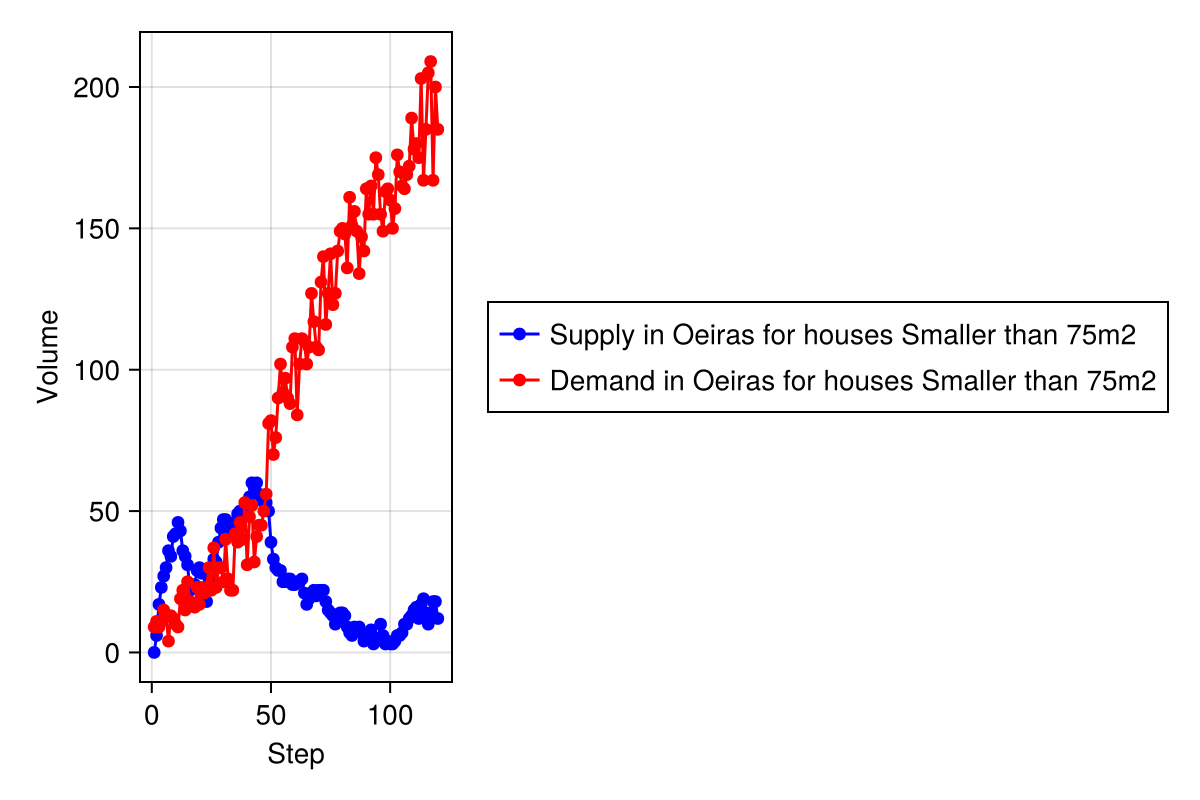 200
150
100
50
0
Volume
0 50 100
Step
Supply in Oeiras for houses Smaller than 75m2
Demand in Oeiras for houses Smaller than 75m2